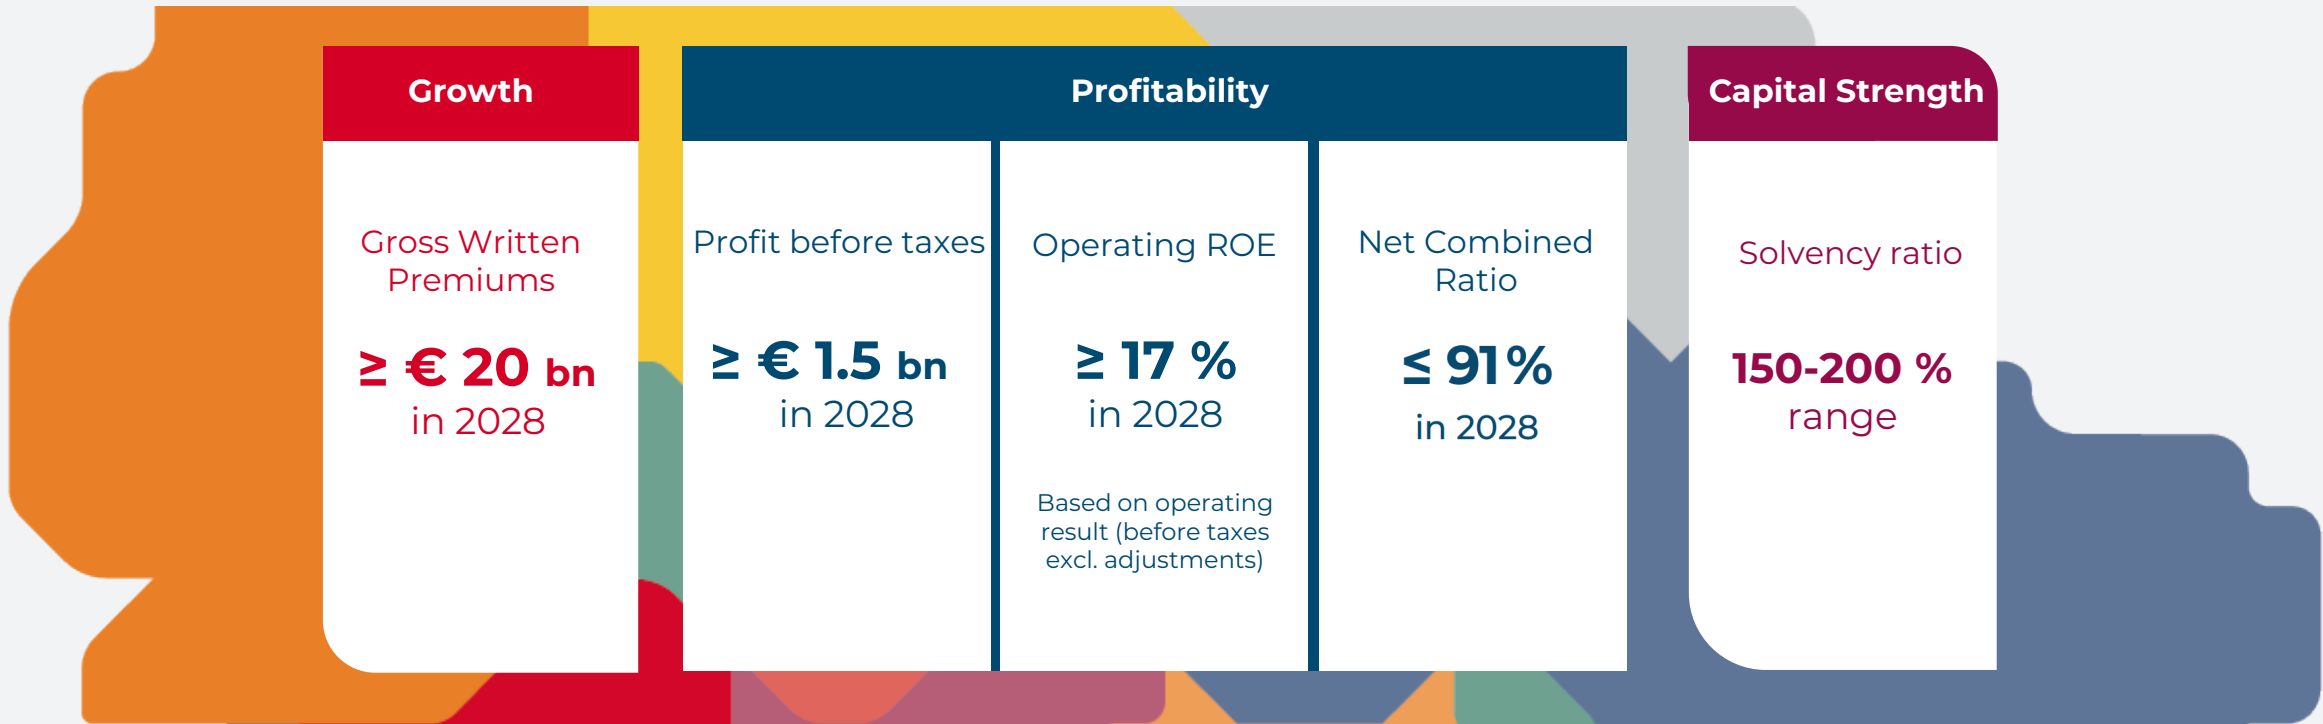 Growth
Gross Written
Premiums
≥ € 20 bn
in 2028
Profitability
Profit before taxes
≥ € 1.5 bn
in 2028
Operating ROE
≥ 17 %
in 2028
Based on operating
result (before taxes
excl. adjustments)
Net Combined
Ratio
≤ 91%
in 2028
Capital Strength
Solvency ratio
150-200 %
range